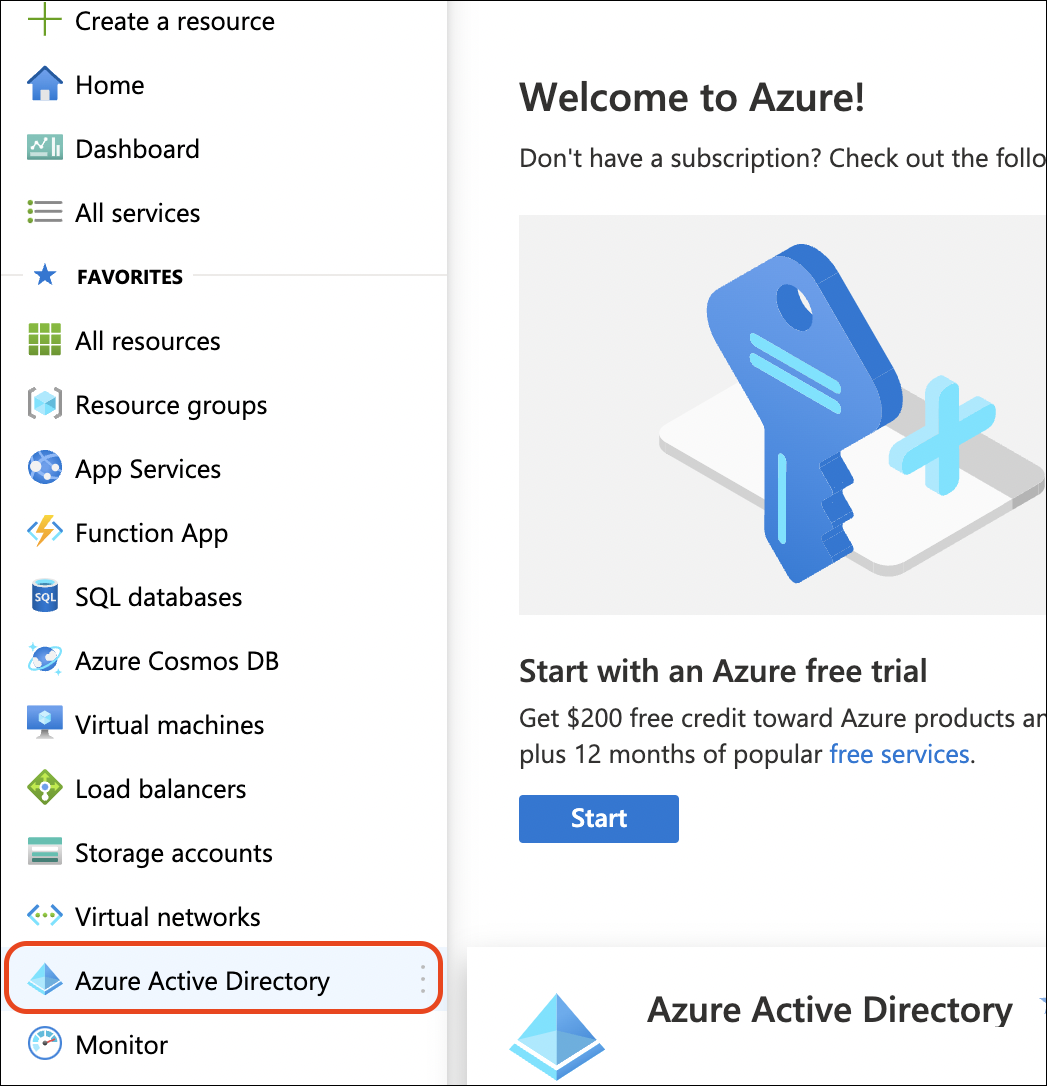 Create a resource
Home
Dashboard
All services
FAVORITES
All resources
Resource groups
App Services
Function App
SQL
SQL databases
Azure Cosmos DB
Virtual machines
Load balancers
Storage accounts
Virtual networks
Azure Active Directory
Monitor
Welcome to Azure!
Don't have a subscription? Check out the follo
Start with an Azure free trial
Get $200 free credit toward Azure products an
plus 12 months of popular free services.
Start
Azure Active Directory